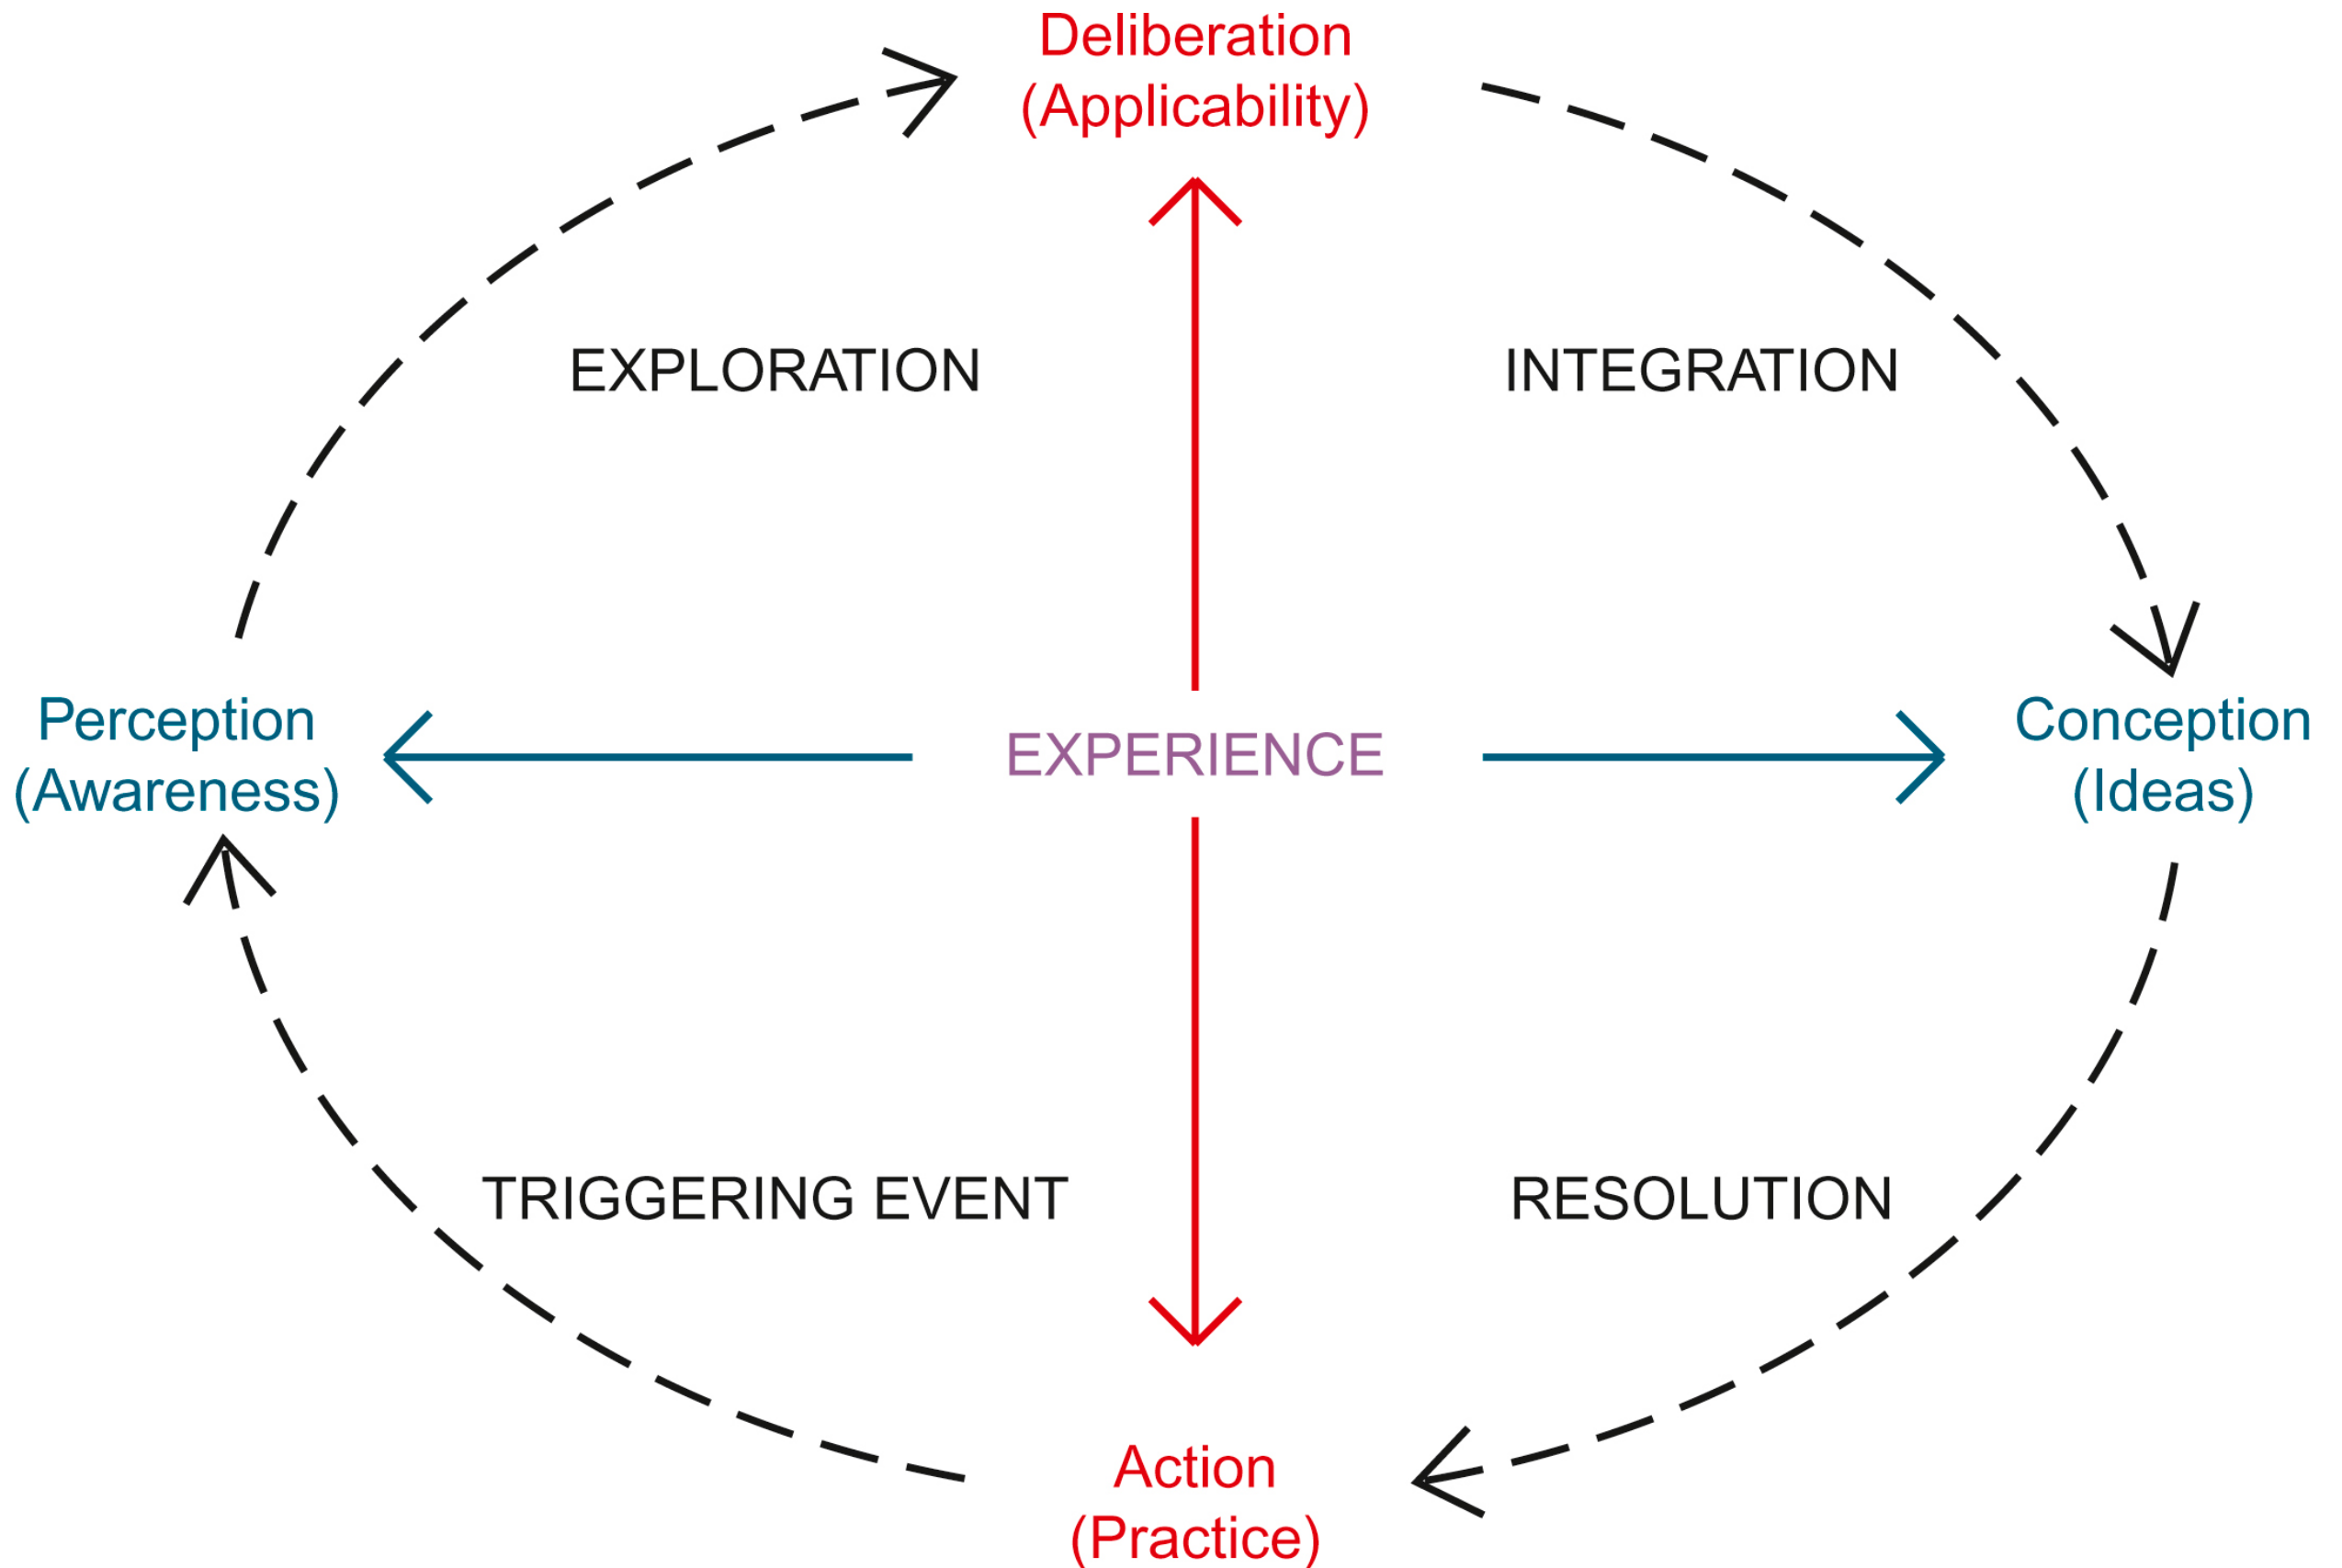 Deliberation
(Applicability)
EXPLORATION
INTEGRATION
Perception
(Awareness)
EXPERIENCE
Conception
(Ideas)
TRIGGERING EVENT
RESOLUTION
Action
(Practice)